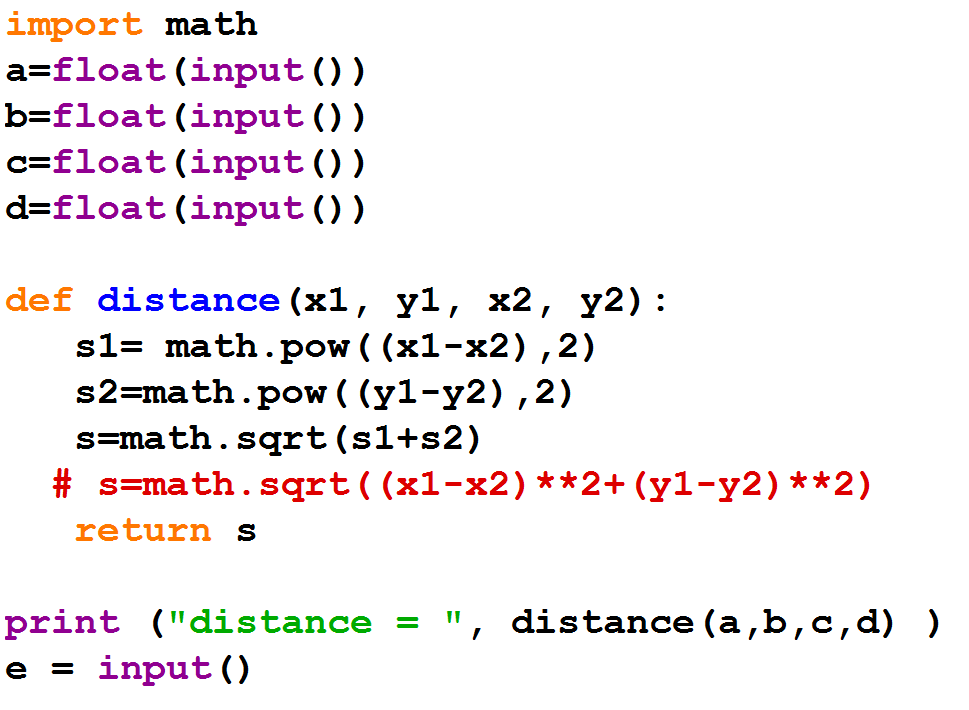 import math
a=float(input())
b=float(input())
c=float(input())
d=float(input())
def distance(x1, y1, x2, y2):
s1= math.pow((x1-x2),2)
s2=math.pow((y1-y2),2)
s=math.sqrt(s1+s2)
# s=math.sqrt((x1-x2)**2+(y1-y2)**2)
return s
print ("distance = ", distance(a,b,c,d) )
e = input()